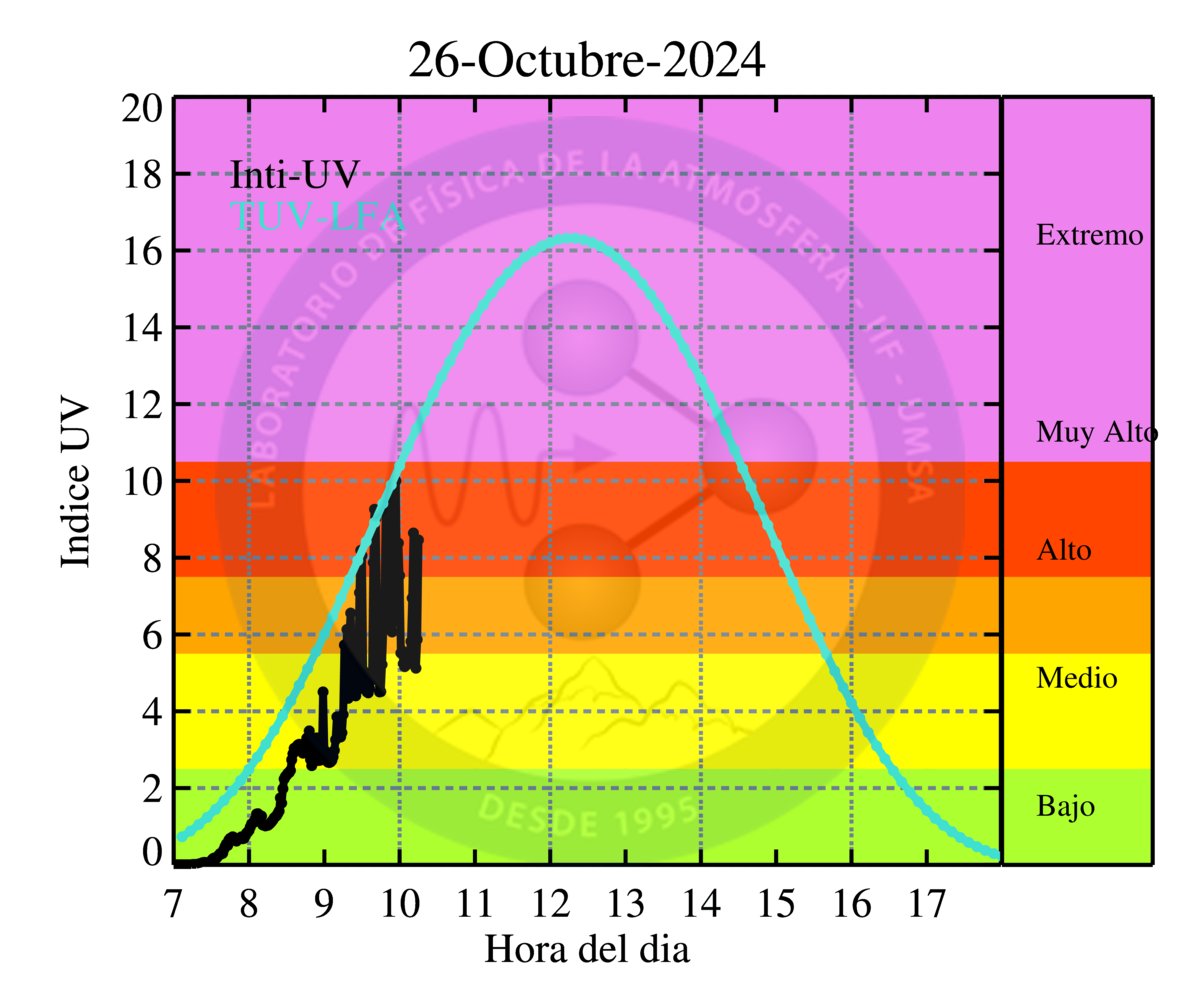 26-Octubre-2024
Indice UV
20
18
16
14
12
10
8
6
4
2
0
Inti-UV
TUV-LFA
LABORATORIO DE FÍSICA DE LA ATMÓSFERA - IIF - UMSA
DESDE 1995
Extremo
Muy Alto
Alto
Medio
Bajo
7 8 9 10 11 12 13 14 15 16 17
Hora del dia